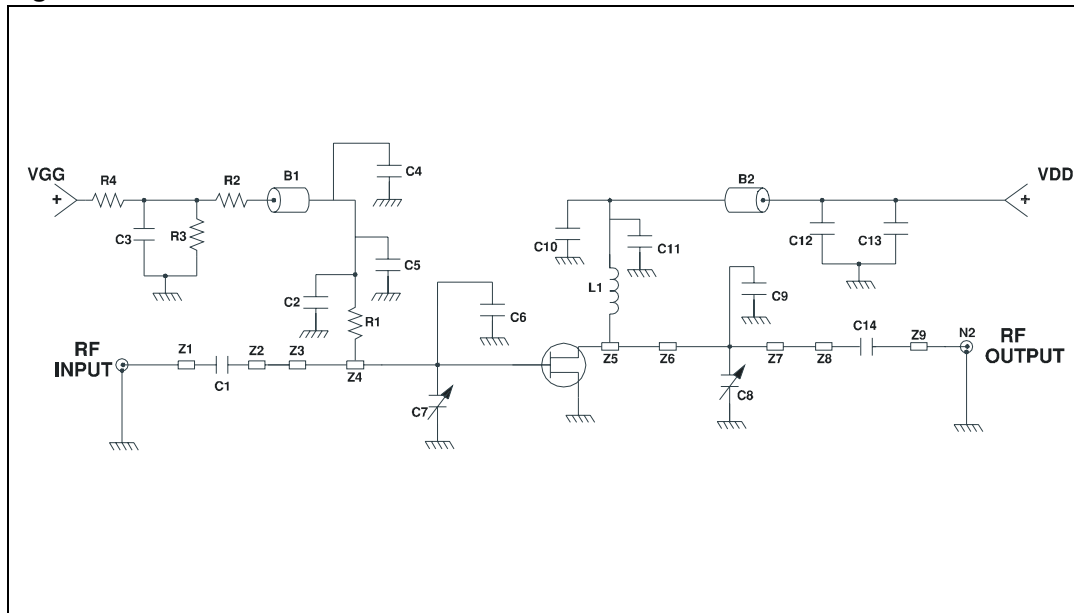 VGG
+
R4
C3
R3
R2
B1
C4
C5
C2
R1
C6
C7
RF
INPUT
Z1
C1
Z2
Z3
Z4
C10
C11
L1
B2
VDD
+
C12
C13
C9
C8
Z5
Z6
Z7
Z8
C14
Z9
N2
RF
OUTPUT